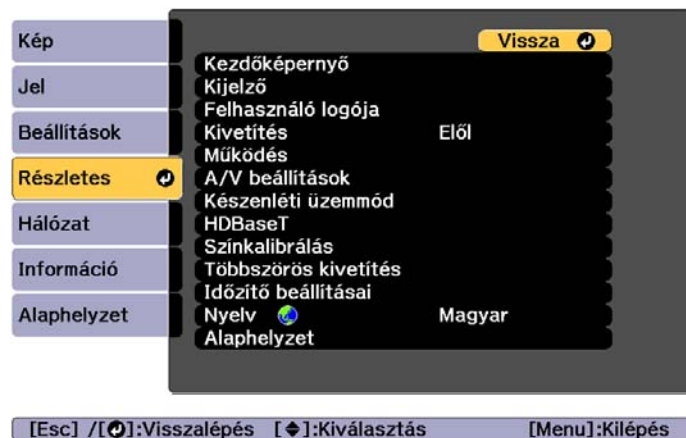 Kép
Jel
Beállítások
Részletes
Hálózat
Információ
Alaphelyzet
Vissza
Kezdőképernyő
Kijelző
Felhasználó logója
Kivetítés Elől
Működés
A/V beállítások
Készenléti üzemmód
HDBaseT
Színkalibrálás
Többszörös kivetítés
Időzítő beállításai
Nyelv Magyar
Alaphelyzet
[Esc] /[ ]:Visszalépés [ ]:Kiválasztás [Menu]:Kilépés